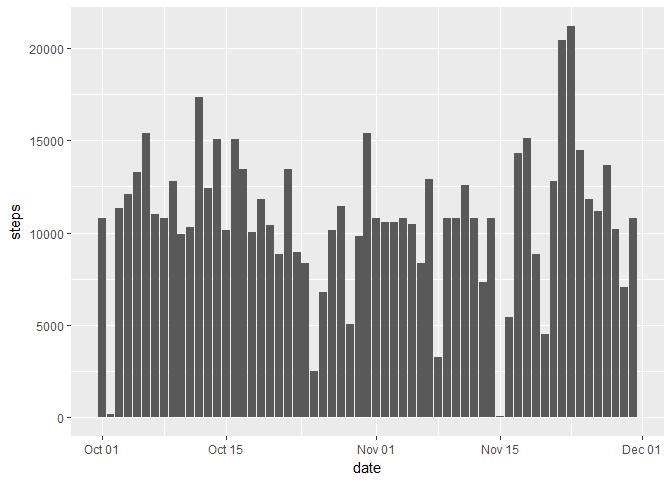 20000
15000
10000
5000
0
steps
Oct 01
Oct 15
Nov 01
Nov 15
Dec 01
date